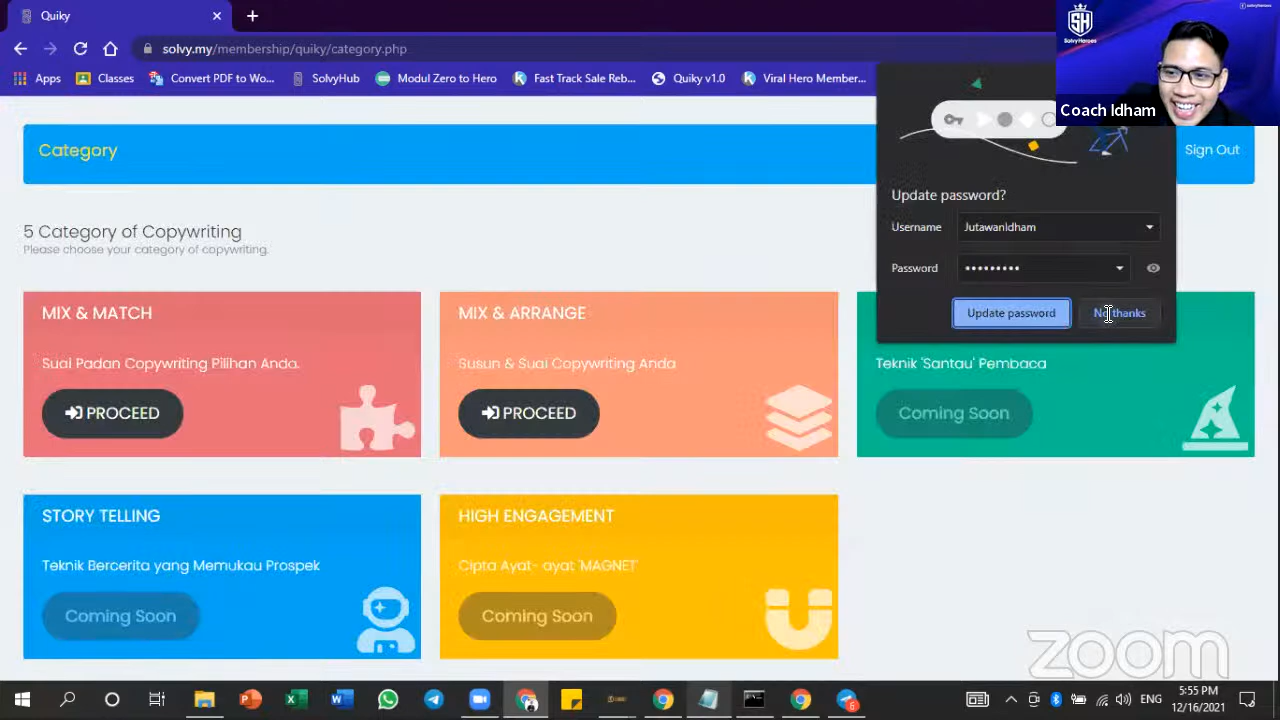 Quiky
solvy.my/membership/quiky/category.php
Apps
Classes
Convert PDF to Wo...
SolvyHub
Modul Zero to Hero
Fast Track Sale Reb...
Quiky v1.0
Viral Hero Member...
SH
SolvyHeroes
solvyHeroes
Coach Idham
Category
Sign Out
Update password?
Username
JutawanIdham
Password
Update password
No thanks
5 Category of Copywriting
Please choose your category of copywriting.
MIX & MATCH
Suai Padan Copywriting Pilihan Anda.
PROCEED
MIX & ARRANGE
Susun & Suai Copywriting Anda
PROCEED
Teknik 'Santau' Pembaca
Coming Soon
STORY TELLING
Teknik Bercerita yang Memukau Prospek
Coming Soon
HIGH ENGAGEMENT
Cipta Ayat- ayat 'MAGNET'
Coming Soon
zoom
ENG
5:55 PM
12/16/2021